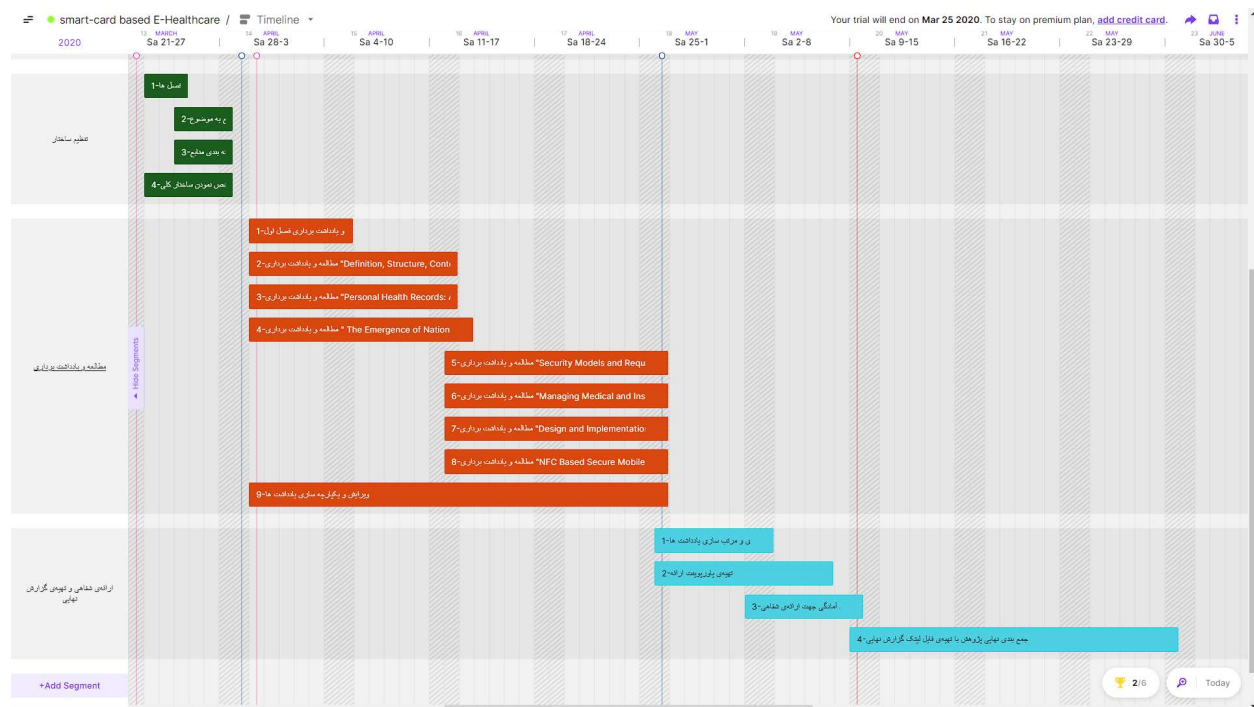 smart-card based E-Healthcare / Timeline
Your trial will end on Mar 25 2020. To stay on premium plan, add credit card.
2020
13 MARCH
Sa 21-27
14 APRIL
Sa 28-3
15 APRIL
Sa 4-10
16 APRIL
Sa 11-17
17 APRIL
Sa 18-24
18 MAY
Sa 25-1
19 MAY
Sa 2-8
20 MAY
Sa 9-15
21 MAY
Sa 16-22
22 MAY
Sa 23-29
23 JUNE
Sa 30-5
تنظیم ساختار
1-
2- به موضوع
3- بندی منابع
4- نمودن ساختار کلی
مطالعه و یادداشت برداری
Hide Segments
1-و یادداشت برداری فصل اول
2-مطالعه و یادداشت برداری "Definition, Structure, Cont
3-مطالعه و یادداشت برداری "Personal Health Records:
4-مطالعه و یادداشت برداری " The Emergence of Nation
5-مطالعه و یادداشت برداری "Security Models and Requ
6-مطالعه و یادداشت برداری "Managing Medical and Ins
7-مطالعه و یادداشت برداری "Design and Implementatio
8-مطالعه و یادداشت برداری "NFC Based Secure Mobile
9-ویرایش و یکپارچه سازی یادداشت ها
ارائه‌ی شفاهی و تهیه‌ی گزارش
نهایی
1-ی و مرتب سازی یادداشت ها
2-تهیه‌ی پاورپوینت ارائه
3-آمادگی جهت ارائه‌ی شفاهی
4-جمع بندی نهایی پژوهش با تهیه‌ی فایل لیتک گزارش نهایی
+Add Segment
2/6
Today